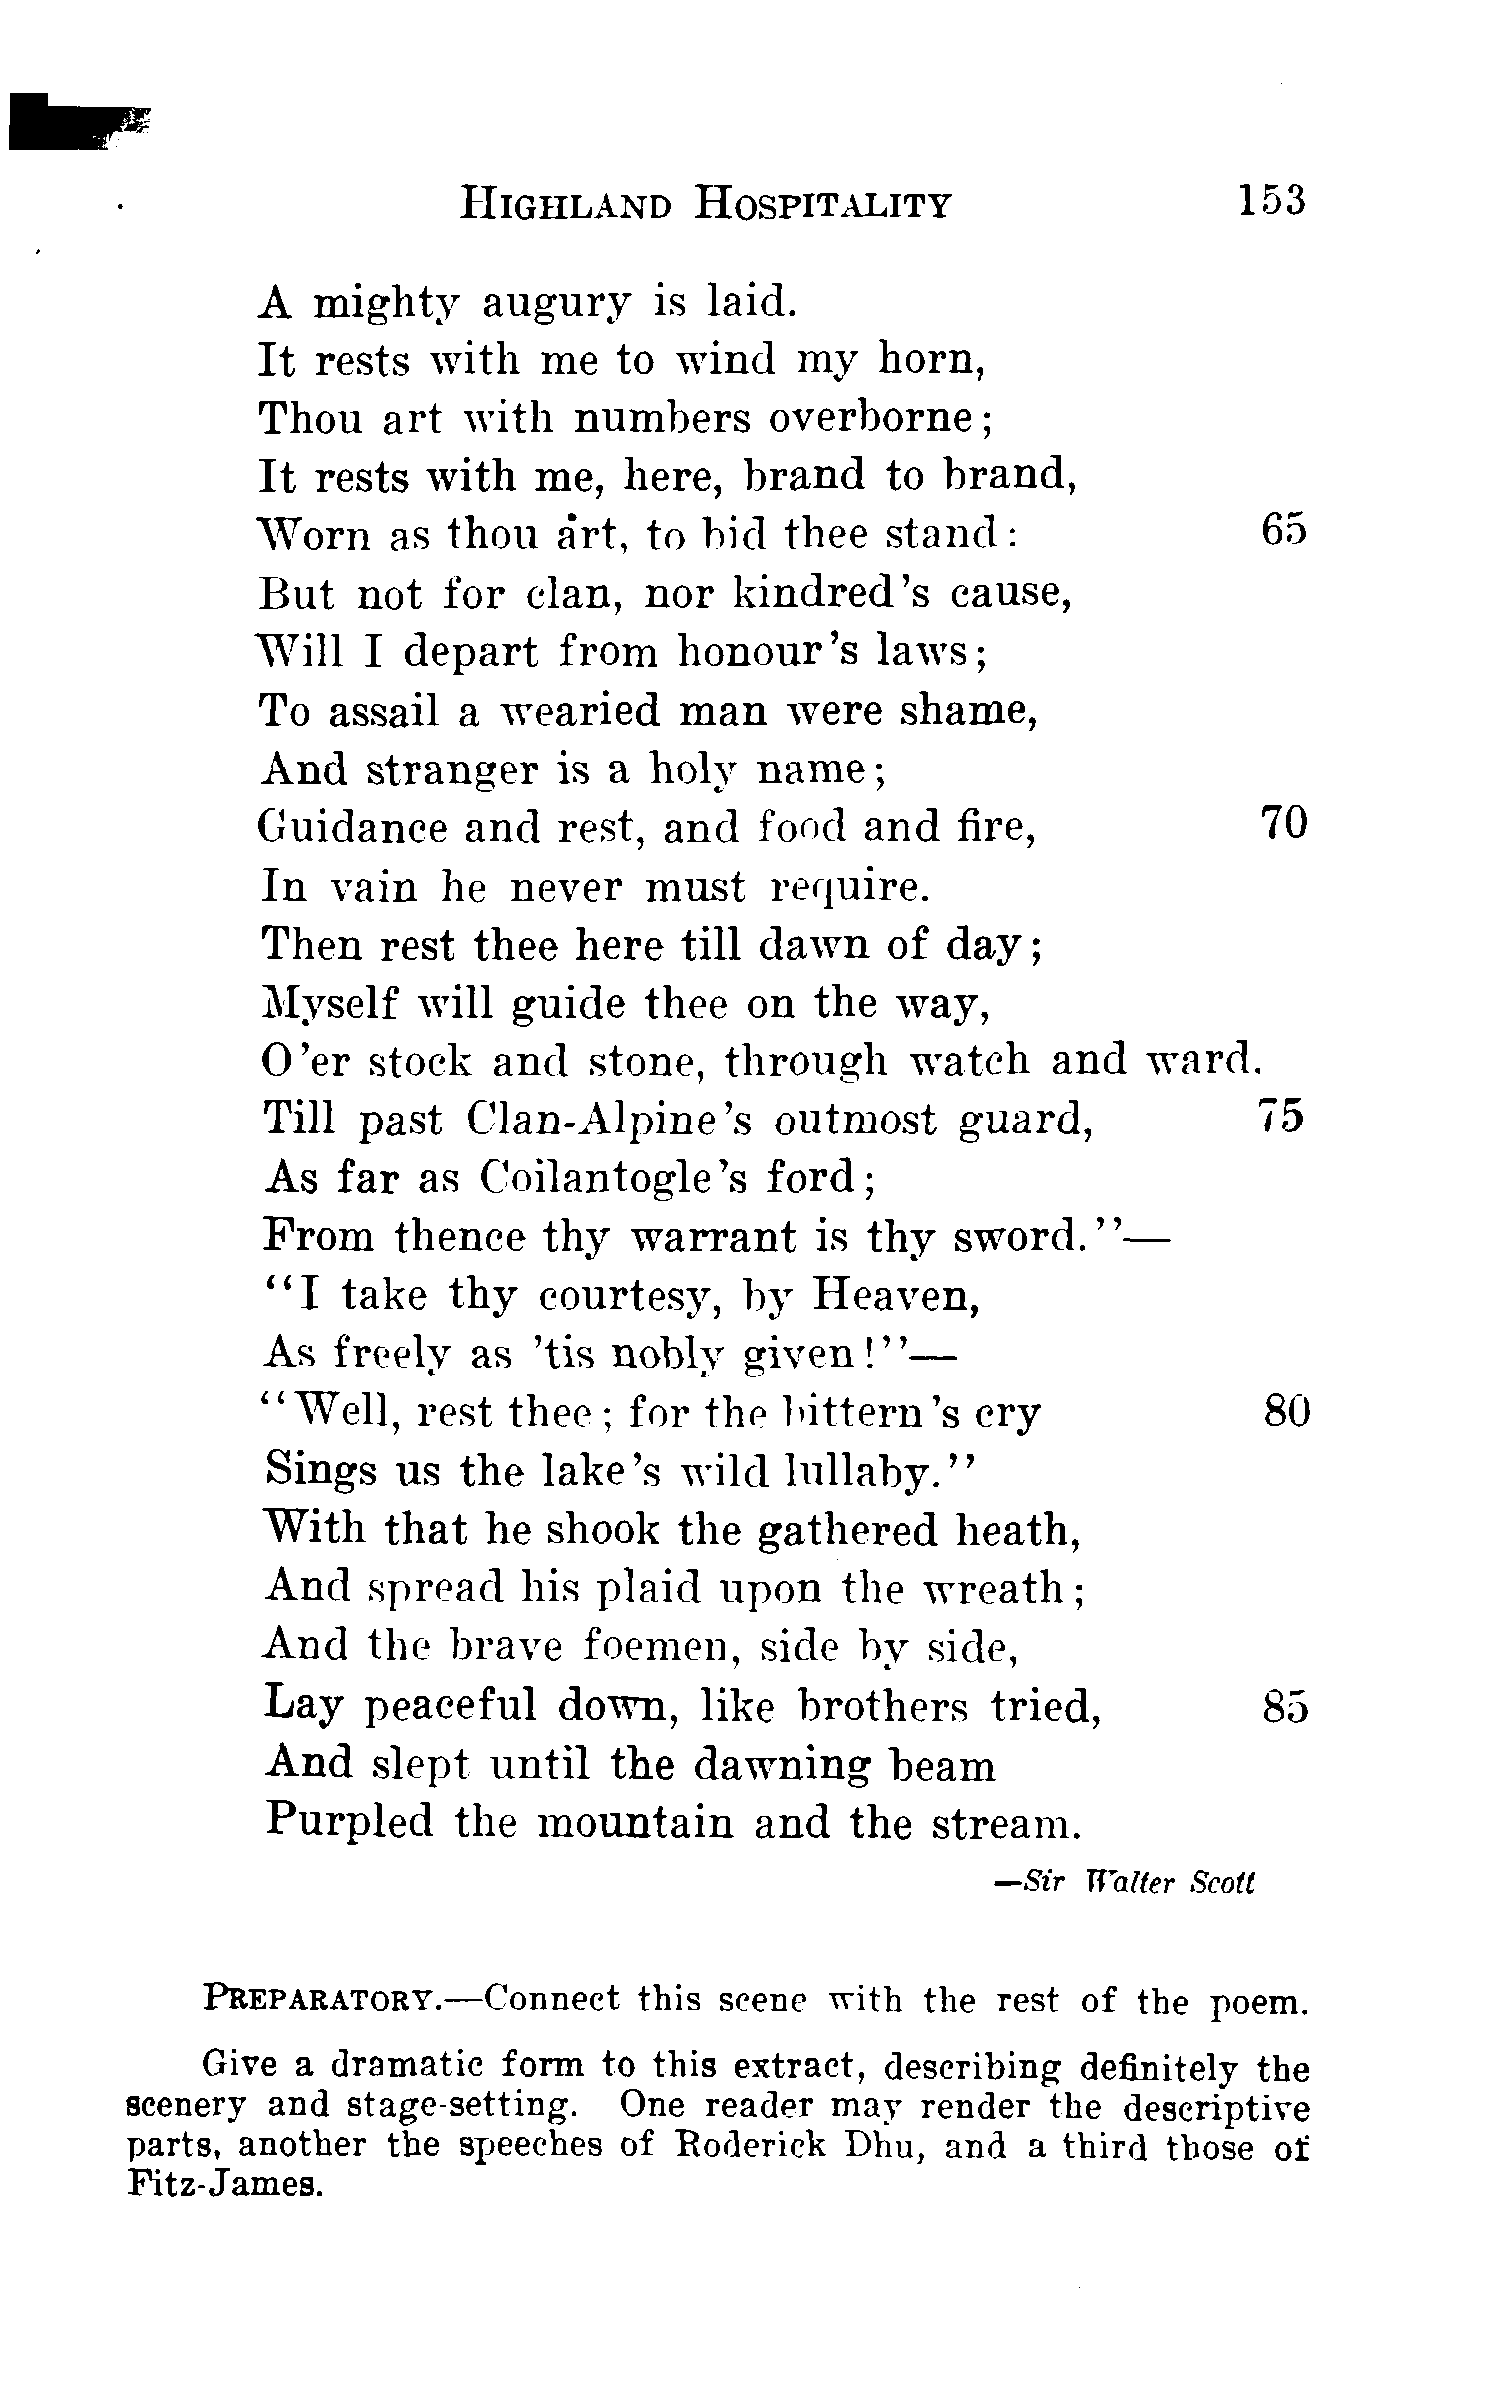 HIGHLAND HOSPITALITY 153
A mighty augury is laid.
It rests with me to wind my horn,
Thou art with numbers overborne;
It rests with me, here, brand to brand,
Worn as thou art, to bid thee stand: 65
But not for clan, nor kindred's cause,
Will I depart from honour's laws;
To assail a wearied man were shame,
And stranger is a holy name;
Guidance and rest, and food and fire, 70
In vain he never must require.
Then rest thee here till dawn of day;
Myself will guide thee on the way,
O'er stock and stone, through watch and ward.
Till past Clan-Alpine's outmost guard, 75
As far as Coilantogle's ford;
From thence thy warrant is thy sword."—
"I take thy courtesy, by Heaven,
As freely as 'tis nobly given!"—
"Well, rest thee; for the bittern's cry 80
Sings us the lake's wild lullaby."
With that he shook the gathered heath,
And spread his plaid upon the wreath;
And the brave foemen, side by side,
Lay peaceful down, like brothers tried, 85
And slept until the dawning beam
Purpled the mountain and the stream.
—Sir Walter Scott
PREPARATORY.—Connect this scene with the rest of the poem.
Give a dramatic form to this extract, describing definitely the
scenery and stage-setting. One reader may render the descriptive
parts, another the speeches of Roderick Dhu, and a third those of
Fitz-James.